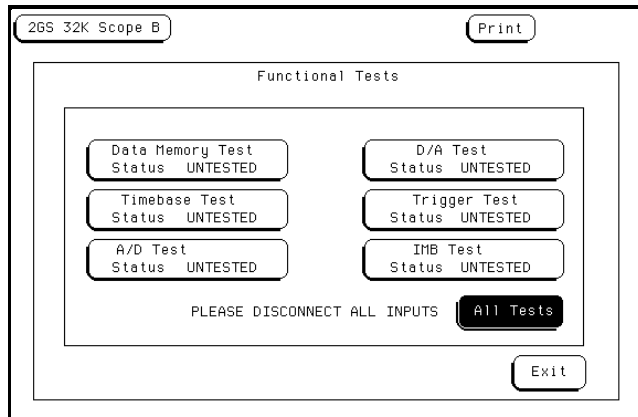 2GS 32K Scope B
Print
Functional Tests
Data Memory Test
Status UNTESTED
D/A Test
Status UNTESTED
Timebase Test
Status UNTESTED
Trigger Test
Status UNTESTED
A/D Test
Status UNTESTED
IMB Test
Status UNTESTED
PLEASE DISCONNECT ALL INPUTS
All Tests
Exit